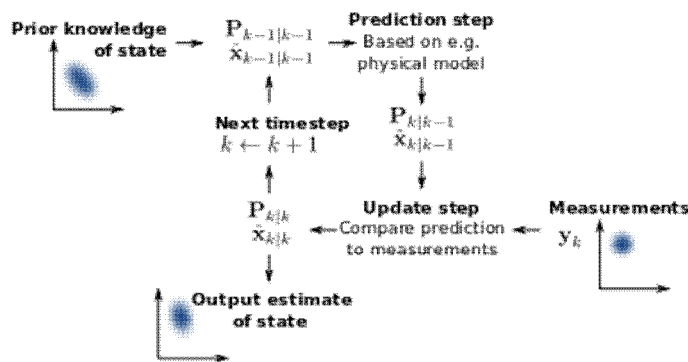 Prior knowledge
of state
P_{k-1|k-1}
x̂_{k-1|k-1}
Prediction step
Based on e.g.
physical model
Next timestep
k ← k + 1
P_{k|k-1}
x̂_{k|k-1}
P_{k|k}
x̂_{k|k}
Update step
Compare prediction
to measurements
Measurements
y_k
Output estimate
of state